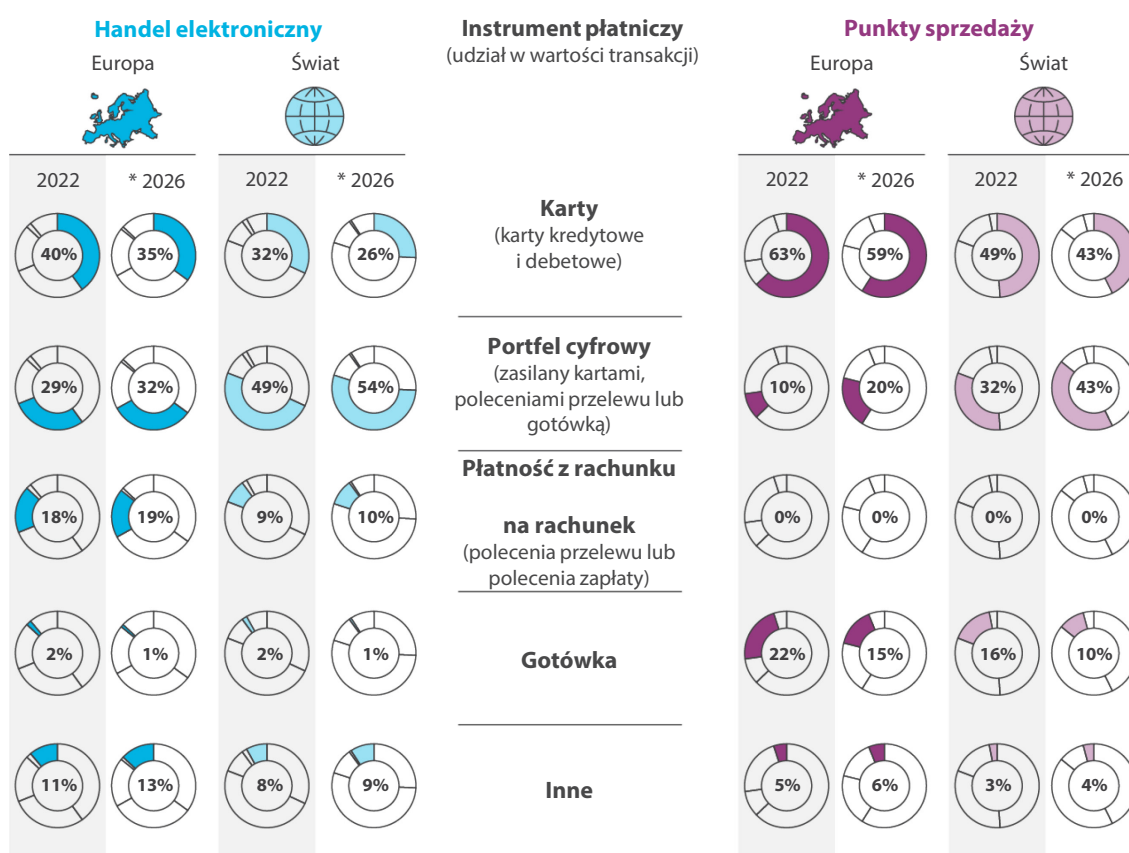 Handel elektroniczny
Instrument płatniczy
(udział w wartości transakcji)
Punkty sprzedaży
Europa
Świat
Europa
Świat
2022
* 2026
2022
* 2026
2022
* 2026
2022
* 2026
Karty
(karty kredytowe
i debetowe)
40%
35%
32%
26%
63%
59%
49%
43%
Portfel cyfrowy
(zasilany kartami,
poleceniami przelewu lub
gotówką)
29%
32%
49%
54%
10%
20%
32%
43%
Płatność z rachunku
na rachunek
(polecenia przelewu lub
polecenia zapłaty)
18%
19%
9%
10%
0%
0%
0%
0%
Gotówka
2%
1%
2%
1%
22%
15%
16%
10%
Inne
11%
13%
8%
9%
5%
6%
3%
4%